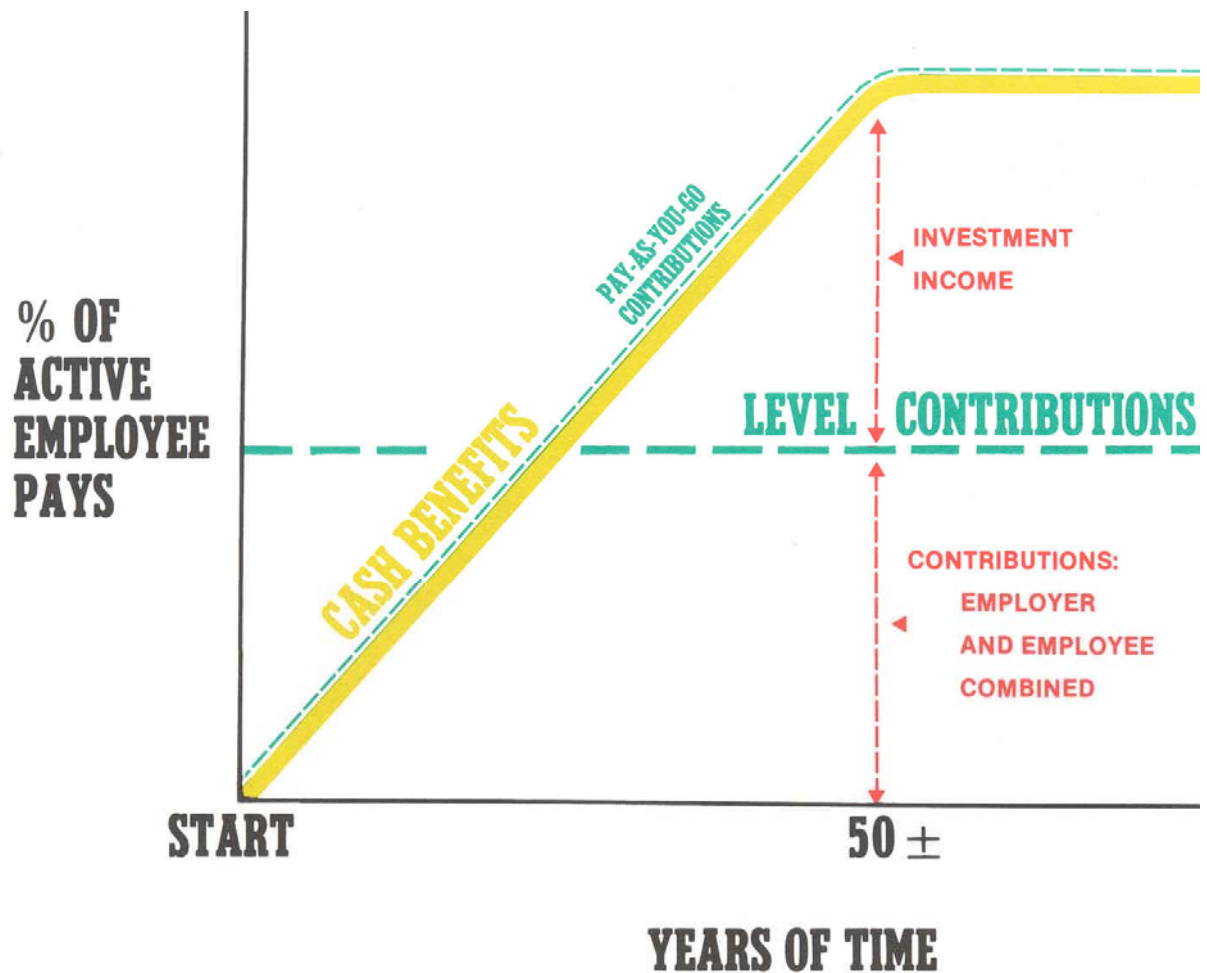 PAY-AS-YOU-GO
CONTRIBUTIONS
INVESTMENT
INCOME
% OF
ACTIVE
EMPLOYEE
PAYS
LEVEL CONTRIBUTIONS
CASH BENEFITS
CONTRIBUTIONS:
EMPLOYER
AND EMPLOYEE
COMBINED
START
50 ±
YEARS OF TIME